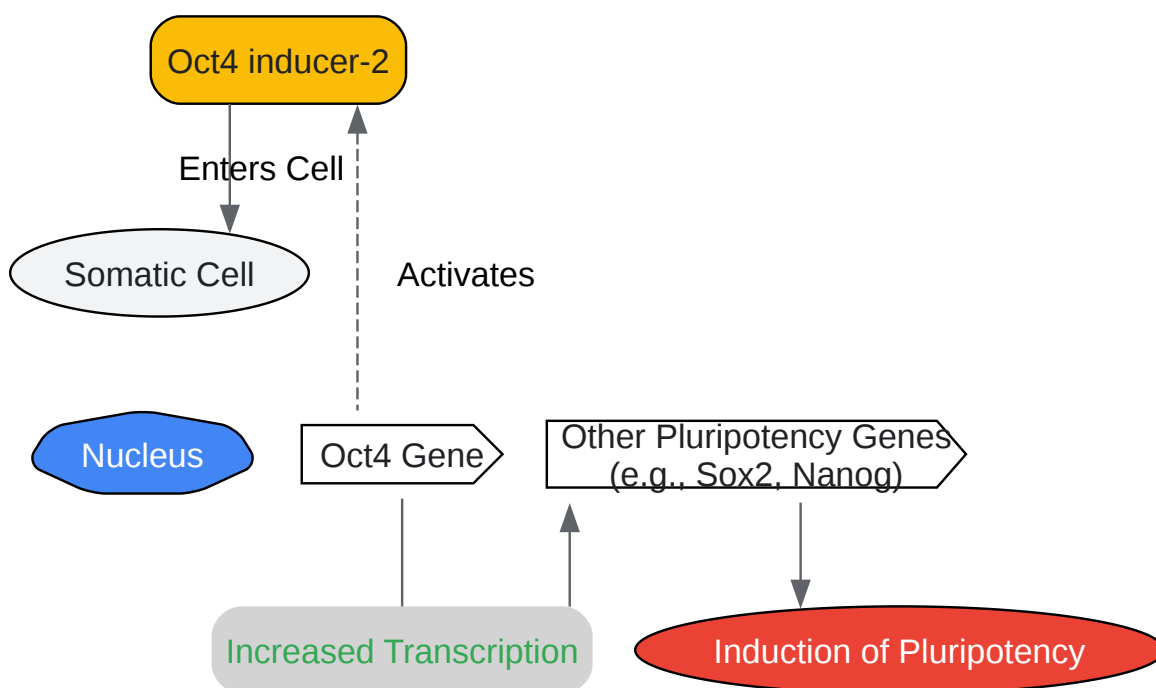 Oct4 inducer-2
Enters Cell
Somatic Cell
Activates
Nucleus
Oct4 Gene
Other Pluripotency Genes
(e.g., Sox2, Nanog)
Increased Transcription
Induction of Pluripotency